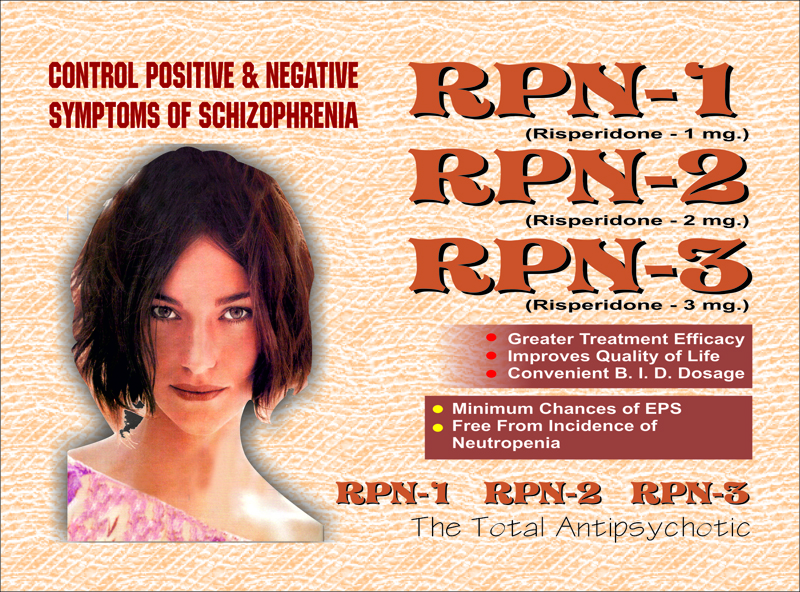 CONTROL POSITIVE & NEGATIVE
SYMPTOMS OF SCHIZOPHRENIA
RPN-1
(Risperidone - 1 mg.)
RPN-2
(Risperidone - 2 mg.)
RPN-3
(Risperidone - 3 mg.)
Greater Treatment Efficacy
Improves Quality of Life
Convenient B. I. D. Dosage
Minimum Chances of EPS
Free From Incidence of
Neutropenia
RPN-1 RPN-2 RPN-3
The Total Antipsychotic